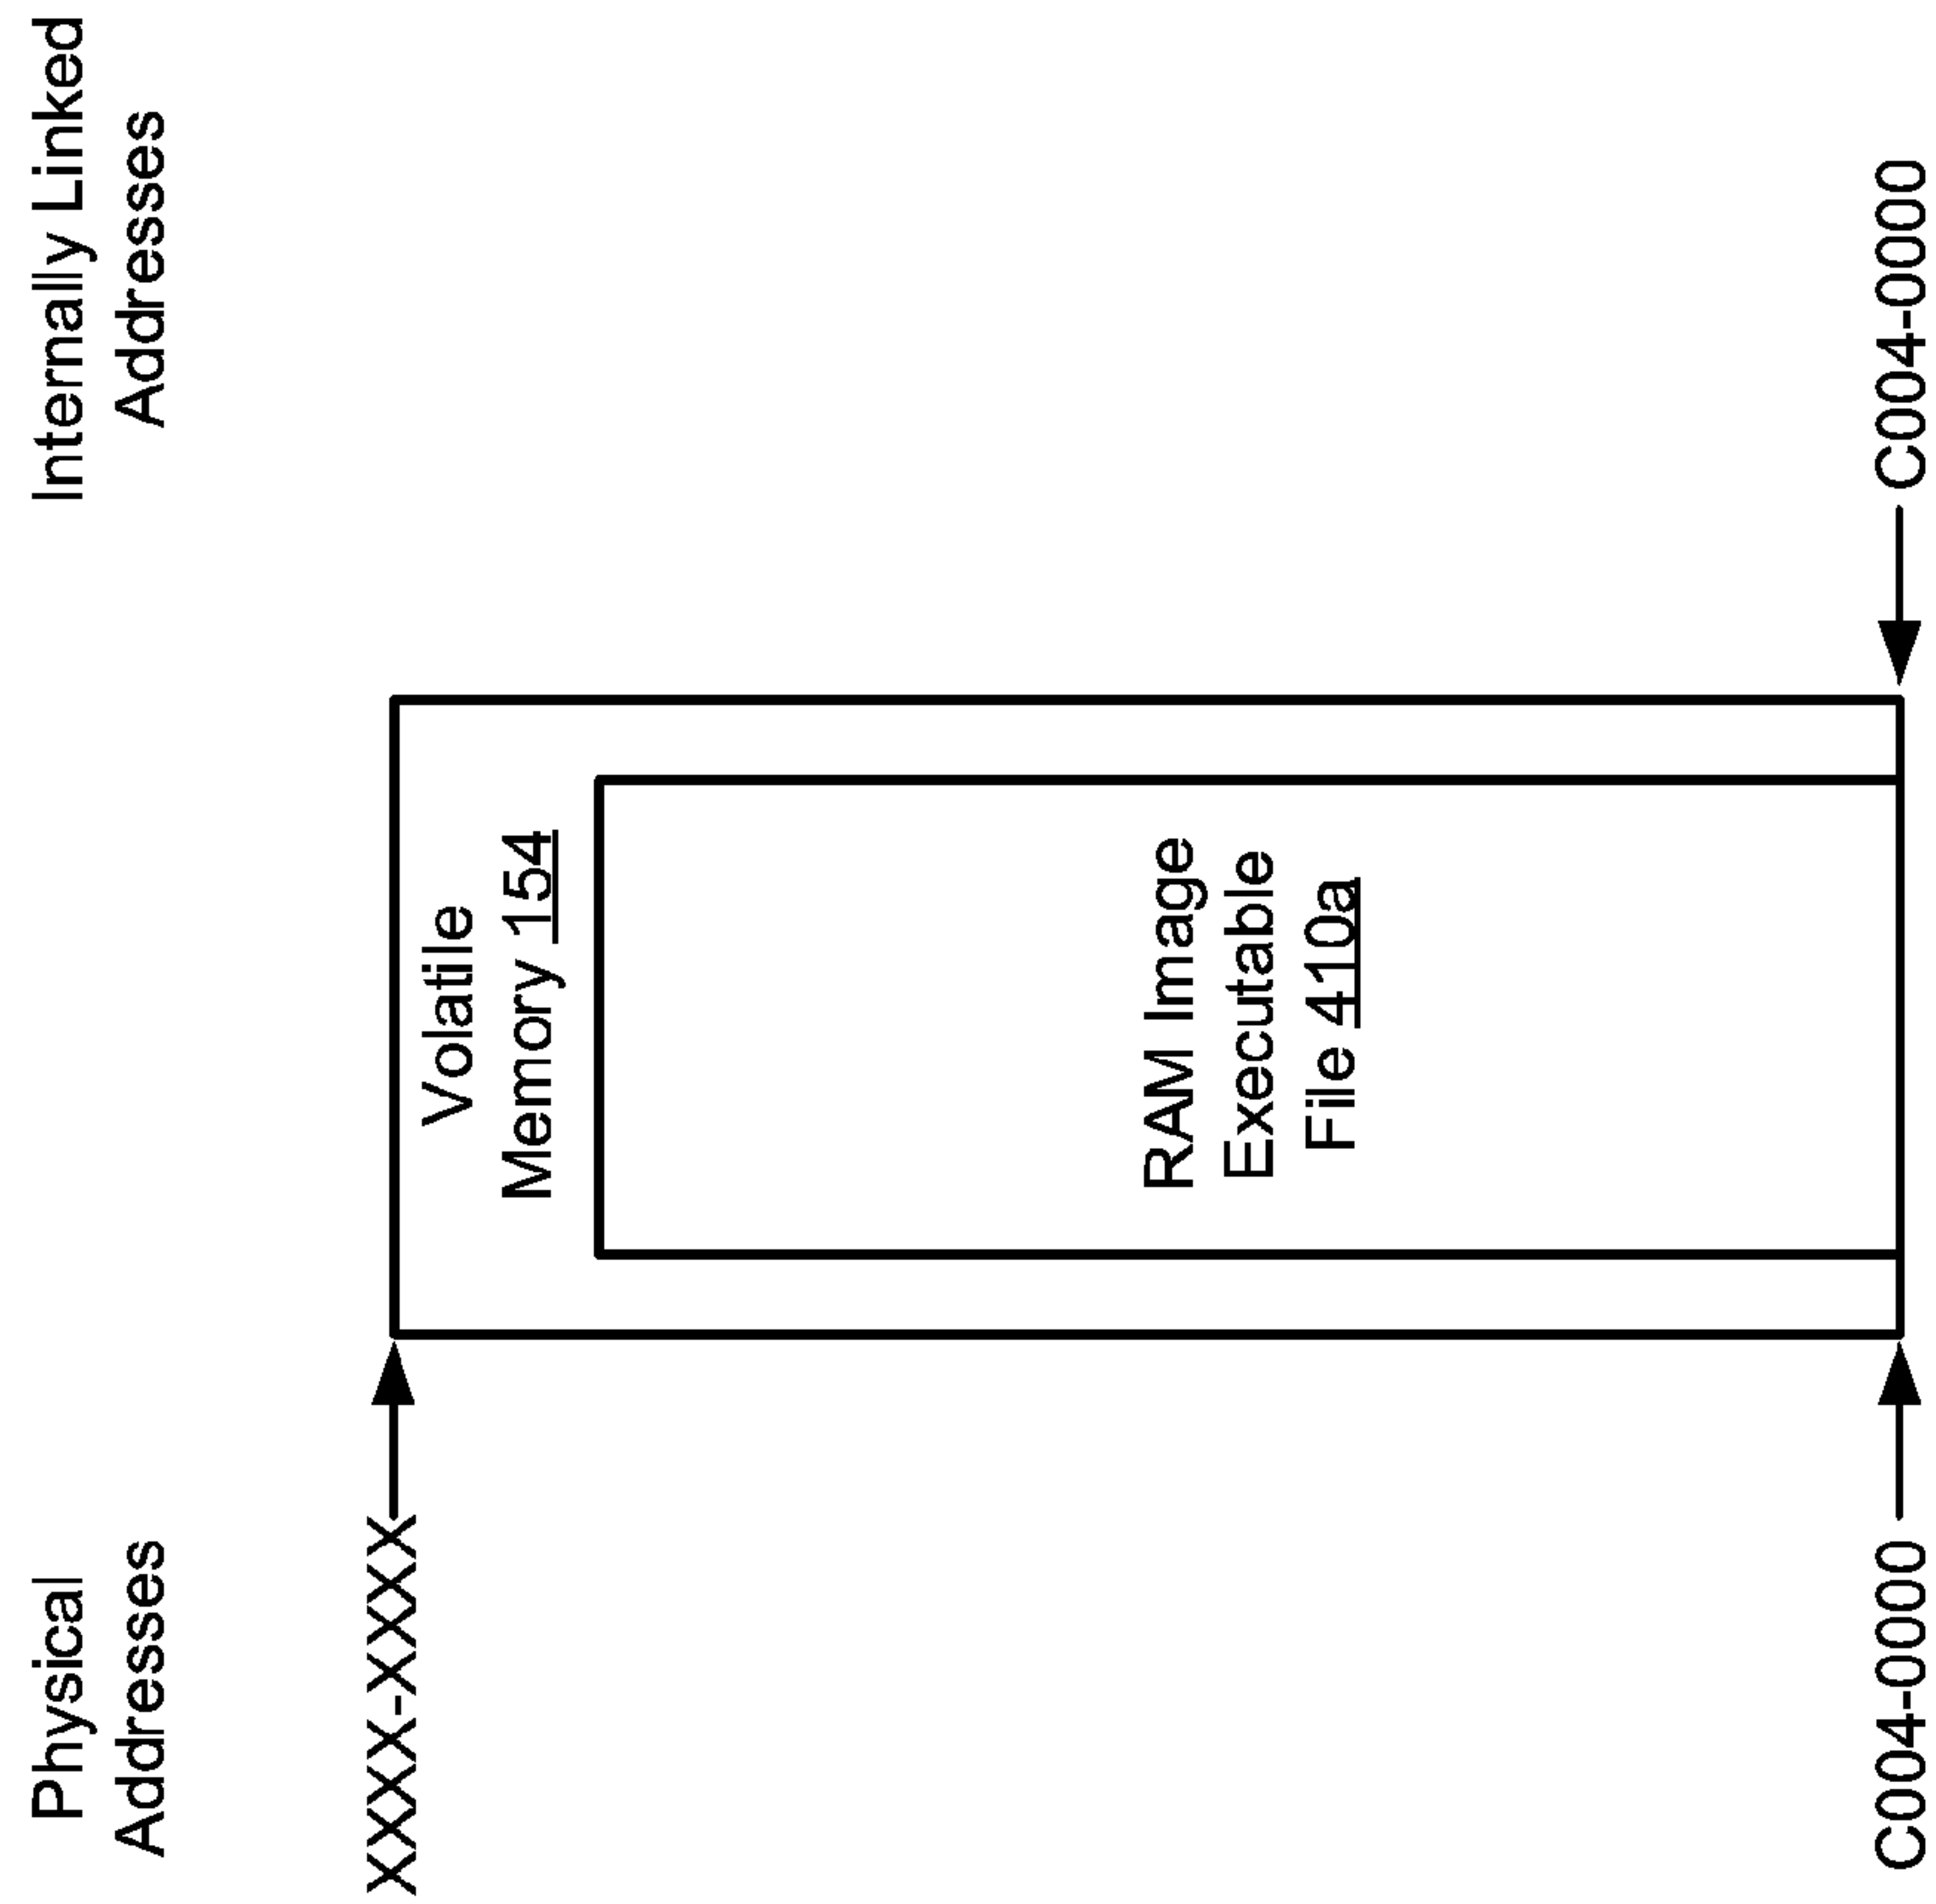 Physical
Addresses
Internally Linked
Addresses
XXXX-XXXX
Volatile
Memory 154
RAM Image
Executable
File 410a
C004-0000
C004-0000